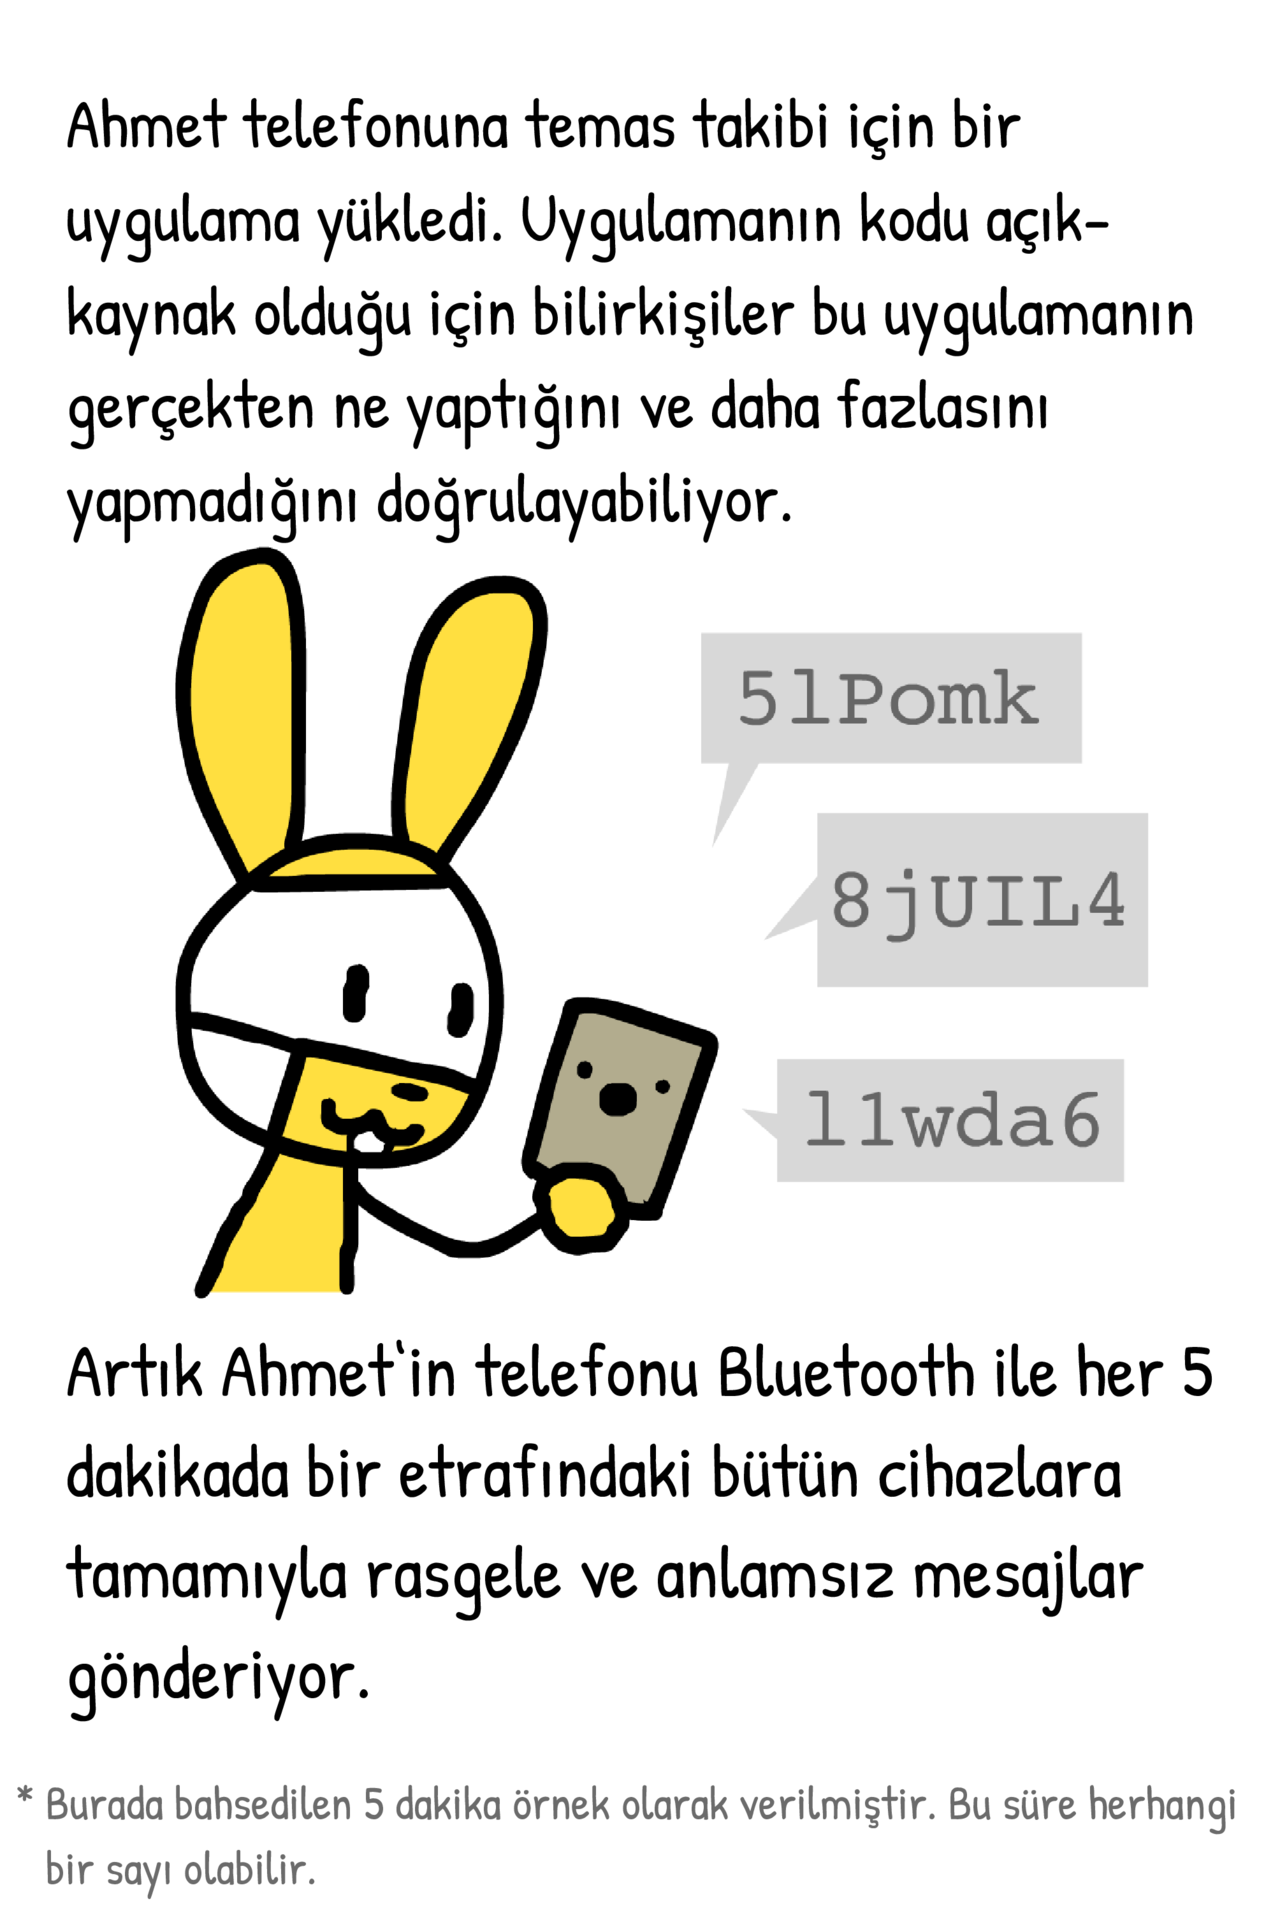 Ahmet telefonuna temas takibi için bir
uygulama yükledi. Uygulamanın kodu açık-
kaynak olduğu için bilirkişiler bu uygulamanın
gerçekten ne yaptığını ve daha fazlasını
yapmadığını doğrulayabiliyor.
5lPomk
8jUIL4
l1wda6
Artık Ahmet'in telefonu Bluetooth ile her 5
dakikada bir etrafındaki bütün cihazlara
tamamıyla rasgele ve anlamsız mesajlar
gönderiyor.
* Burada bahsedilen 5 dakika örnek olarak verilmiştir. Bu süre herhangi
bir sayı olabilir.